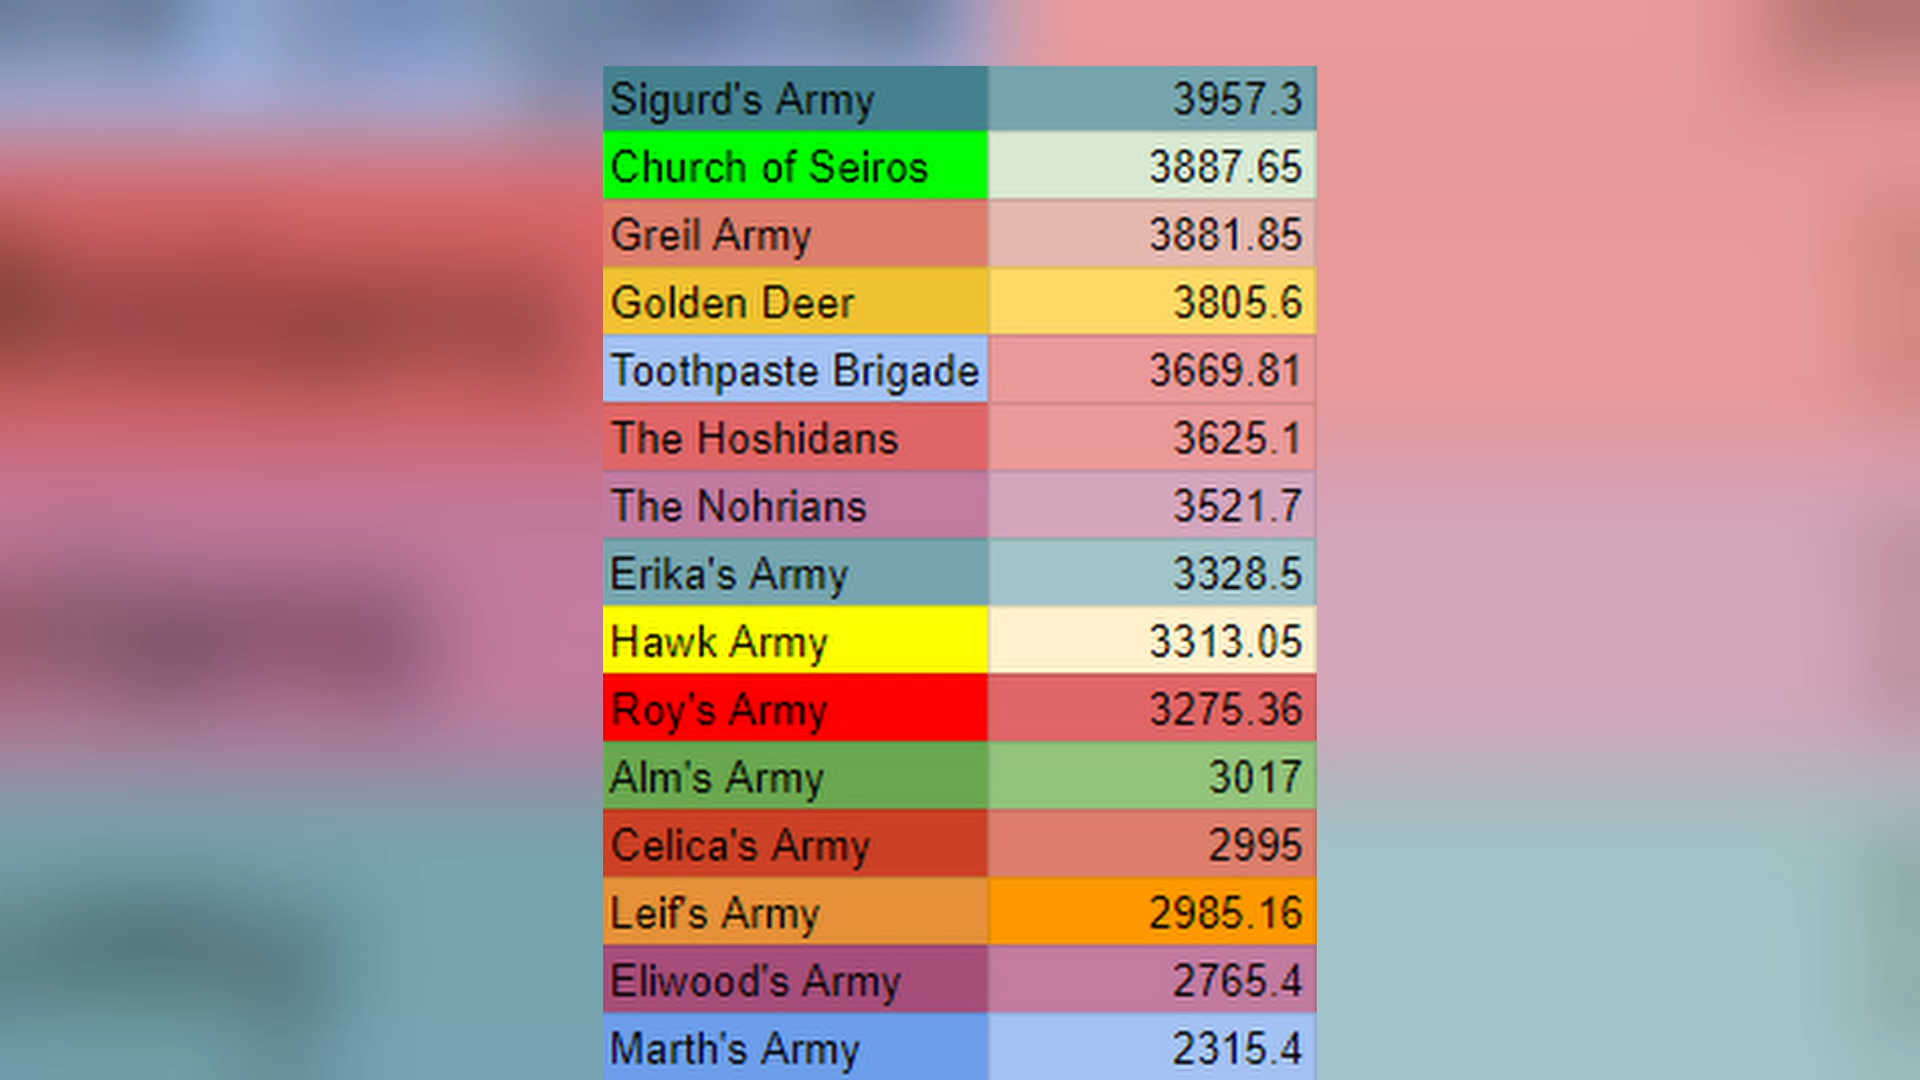 Sigurd's Army 3957.3
Church of Seiros 3887.65
Greil Army 3881.85
Golden Deer 3805.6
Toothpaste Brigade 3669.81
The Hoshidans 3625.1
The Nohrians 3521.7
Erika's Army 3328.5
Hawk Army 3313.05
Roy's Army 3275.36
Alm's Army 3017
Celica's Army 2995
Leif's Army 2985.16
Eliwood's Army 2765.4
Marth's Army 2315.4